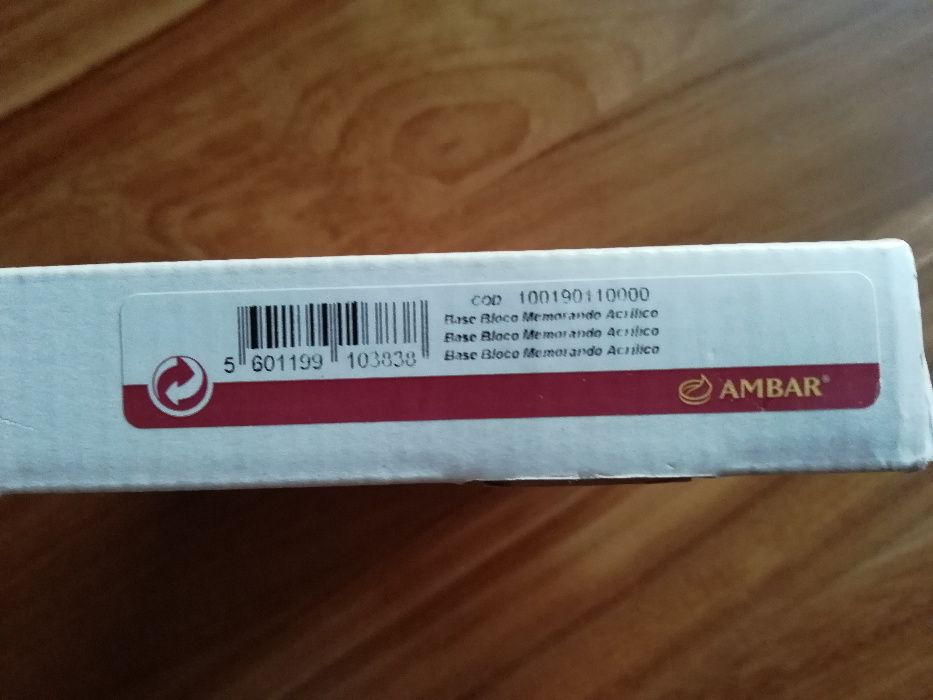 COD 100190110000
Base Bloco Memorando Acrílico
Base Bloco Memorando Acrílico
Base Bloco Memorando Acrílico
5 601199 103838
AMBAR®